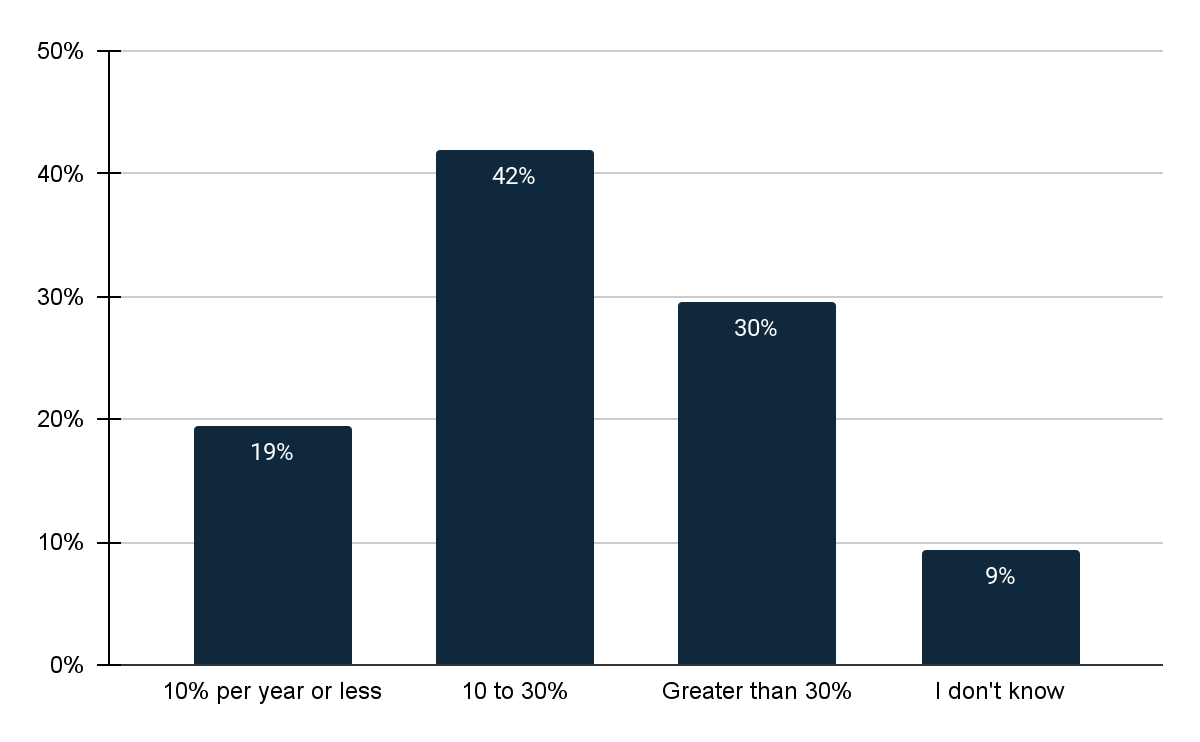 50%
40%
30%
20%
10%
0%
19%
42%
30%
9%
10% per year or less
10 to 30%
Greater than 30%
I don't know